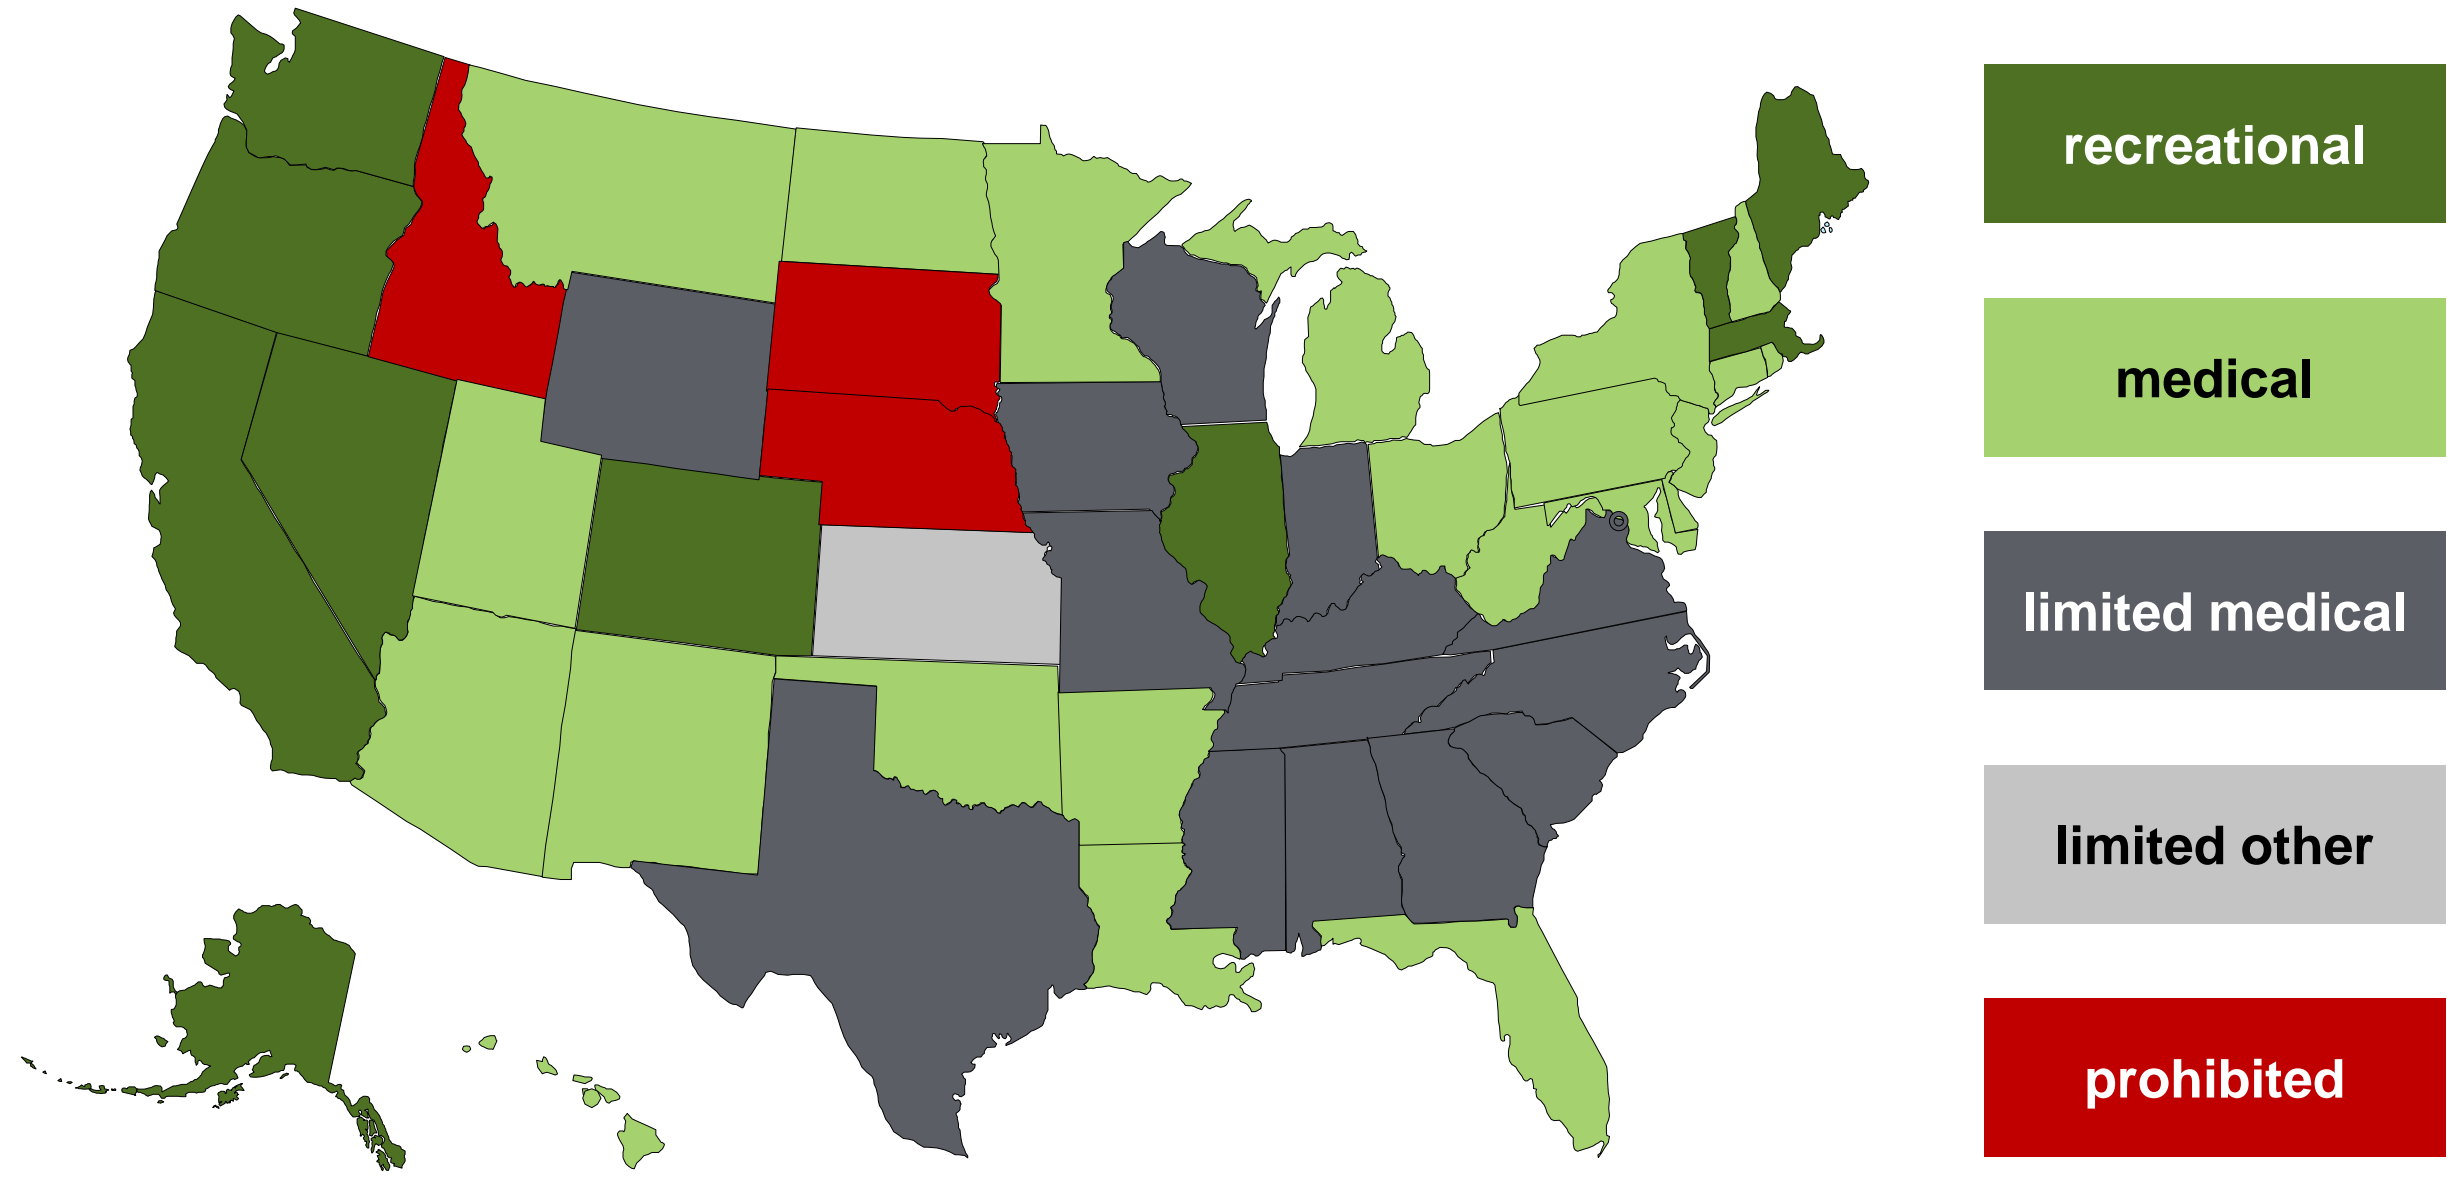 recreational
medical
limited medical
limited other
prohibited